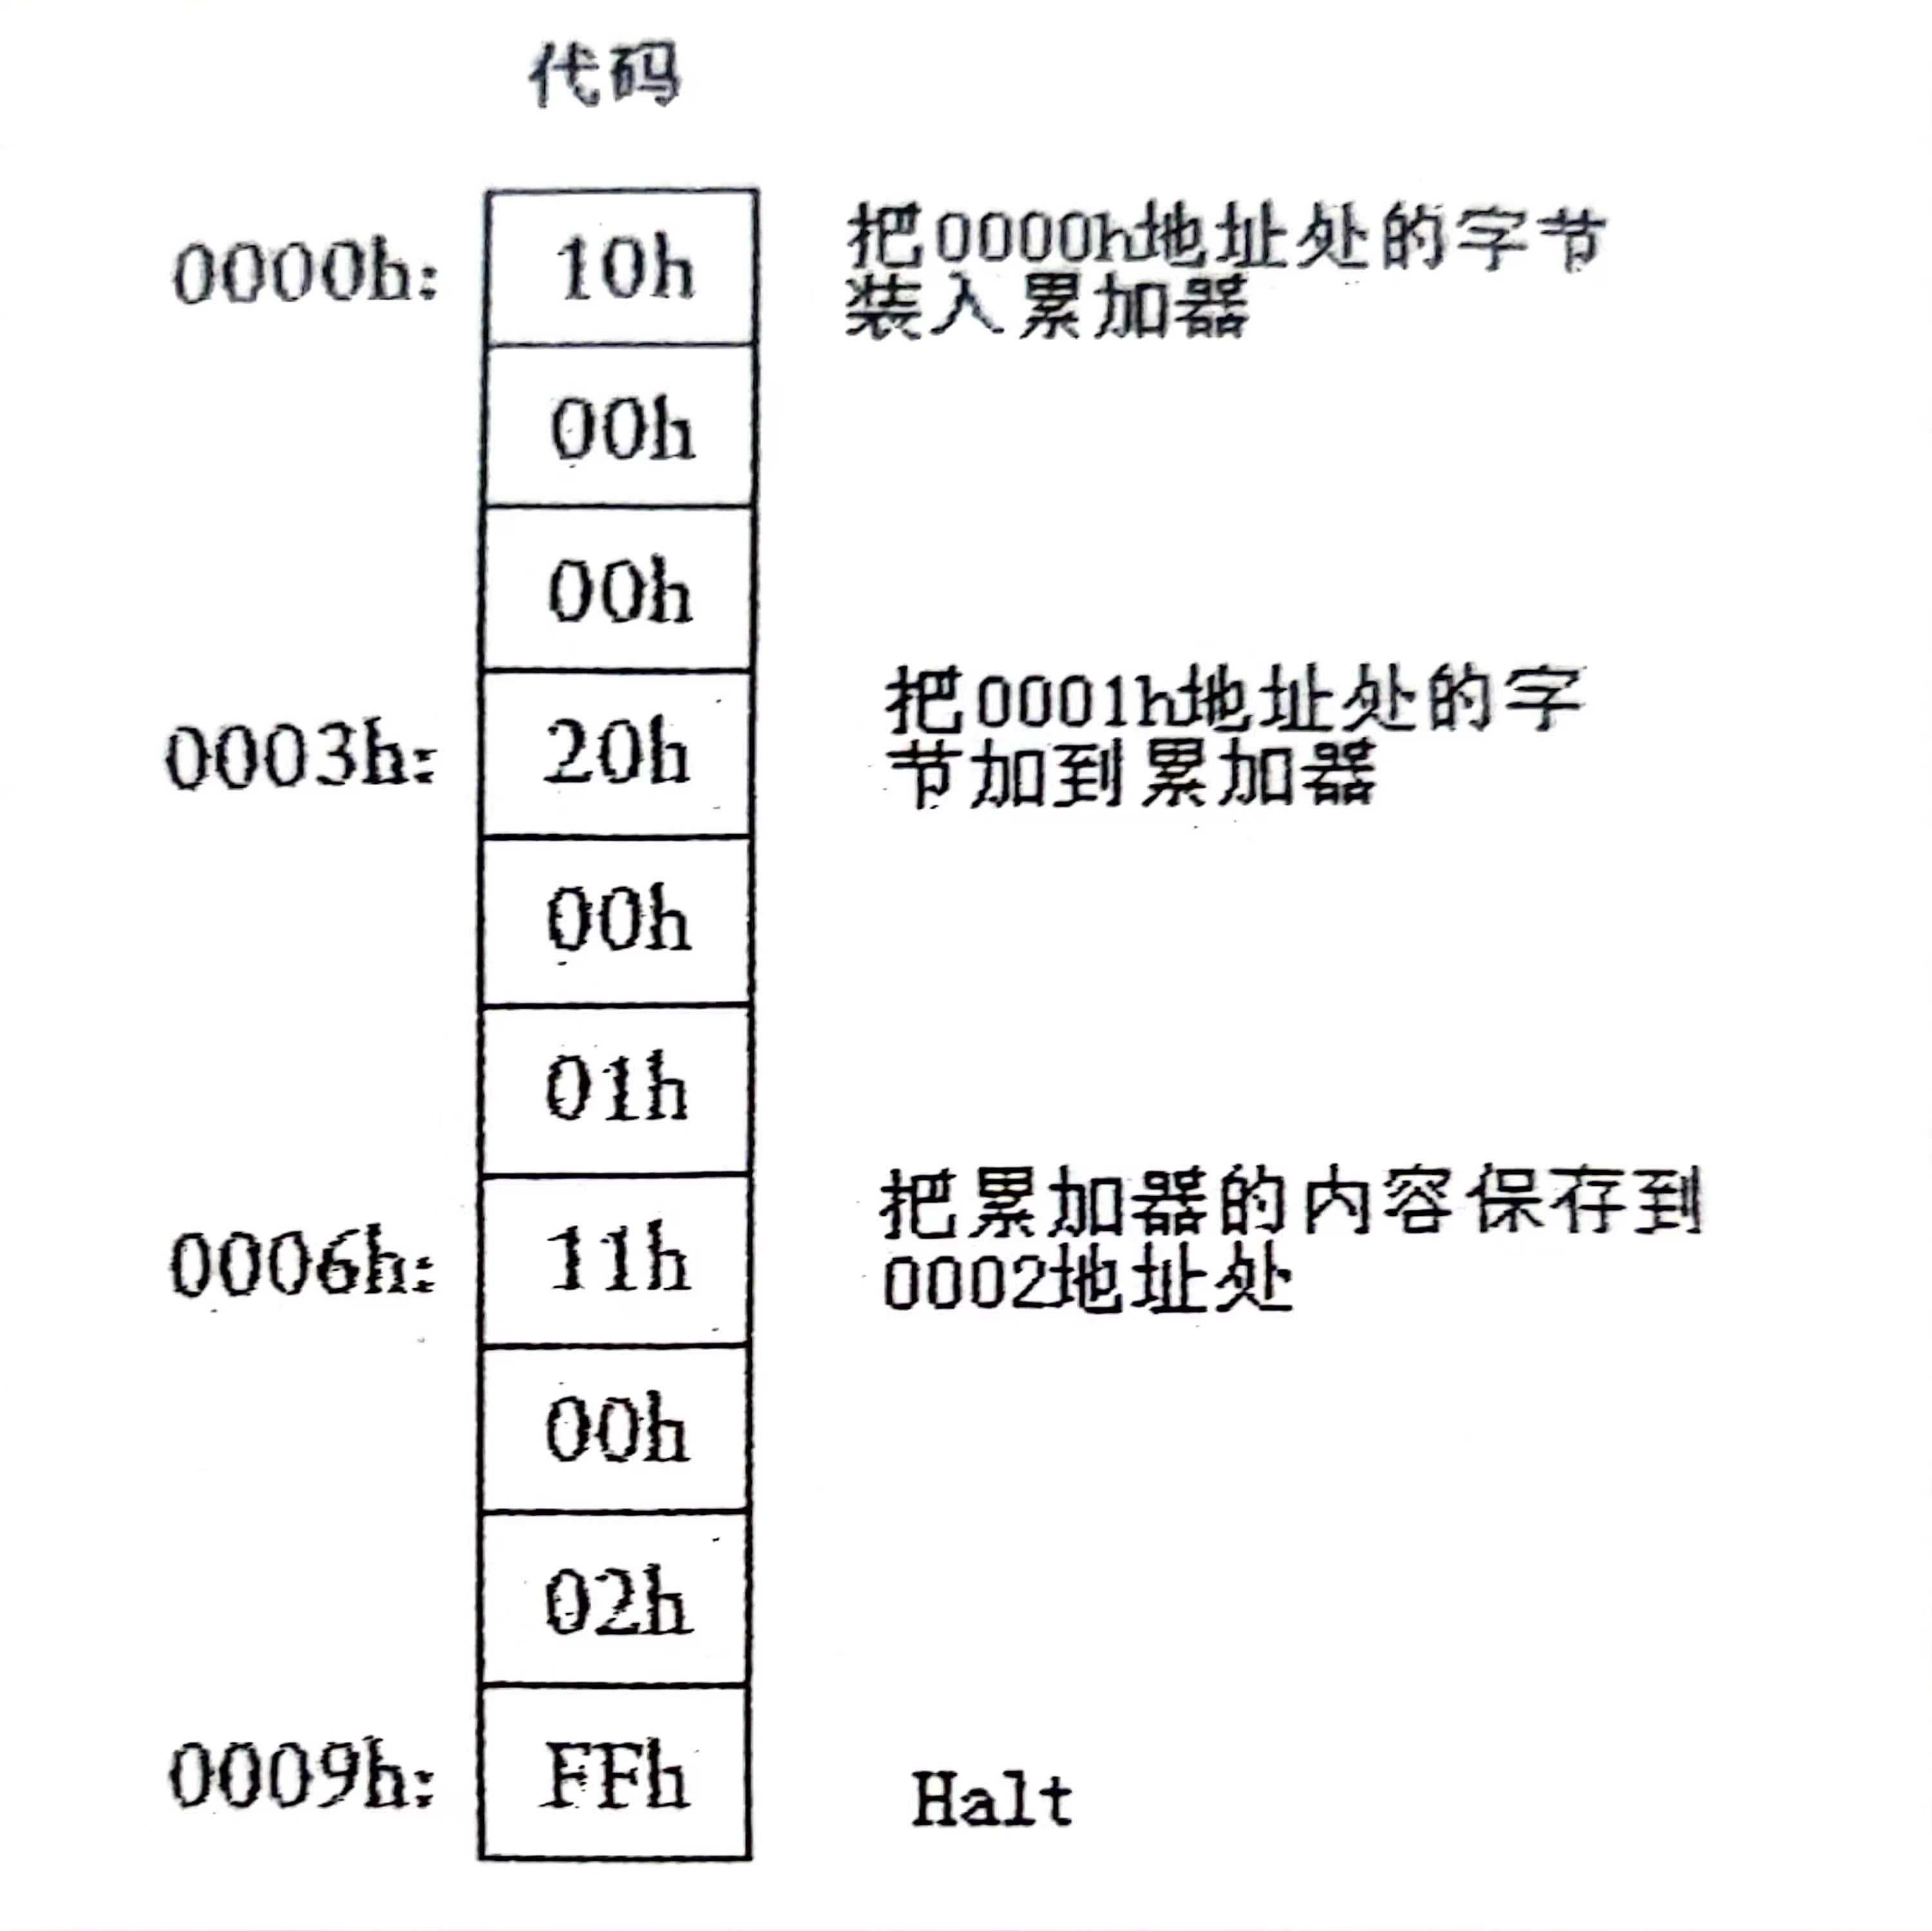 代码
0000h: 10h 把0000h地址处的字节
装入累加器
00h
00h
0003h: 20h 把0001h地址处的字
节加到累加器
00h
01h
0006h: 11h 把累加器的内容保存到
0002地址处
00h
02h
0009h: FFh Halt